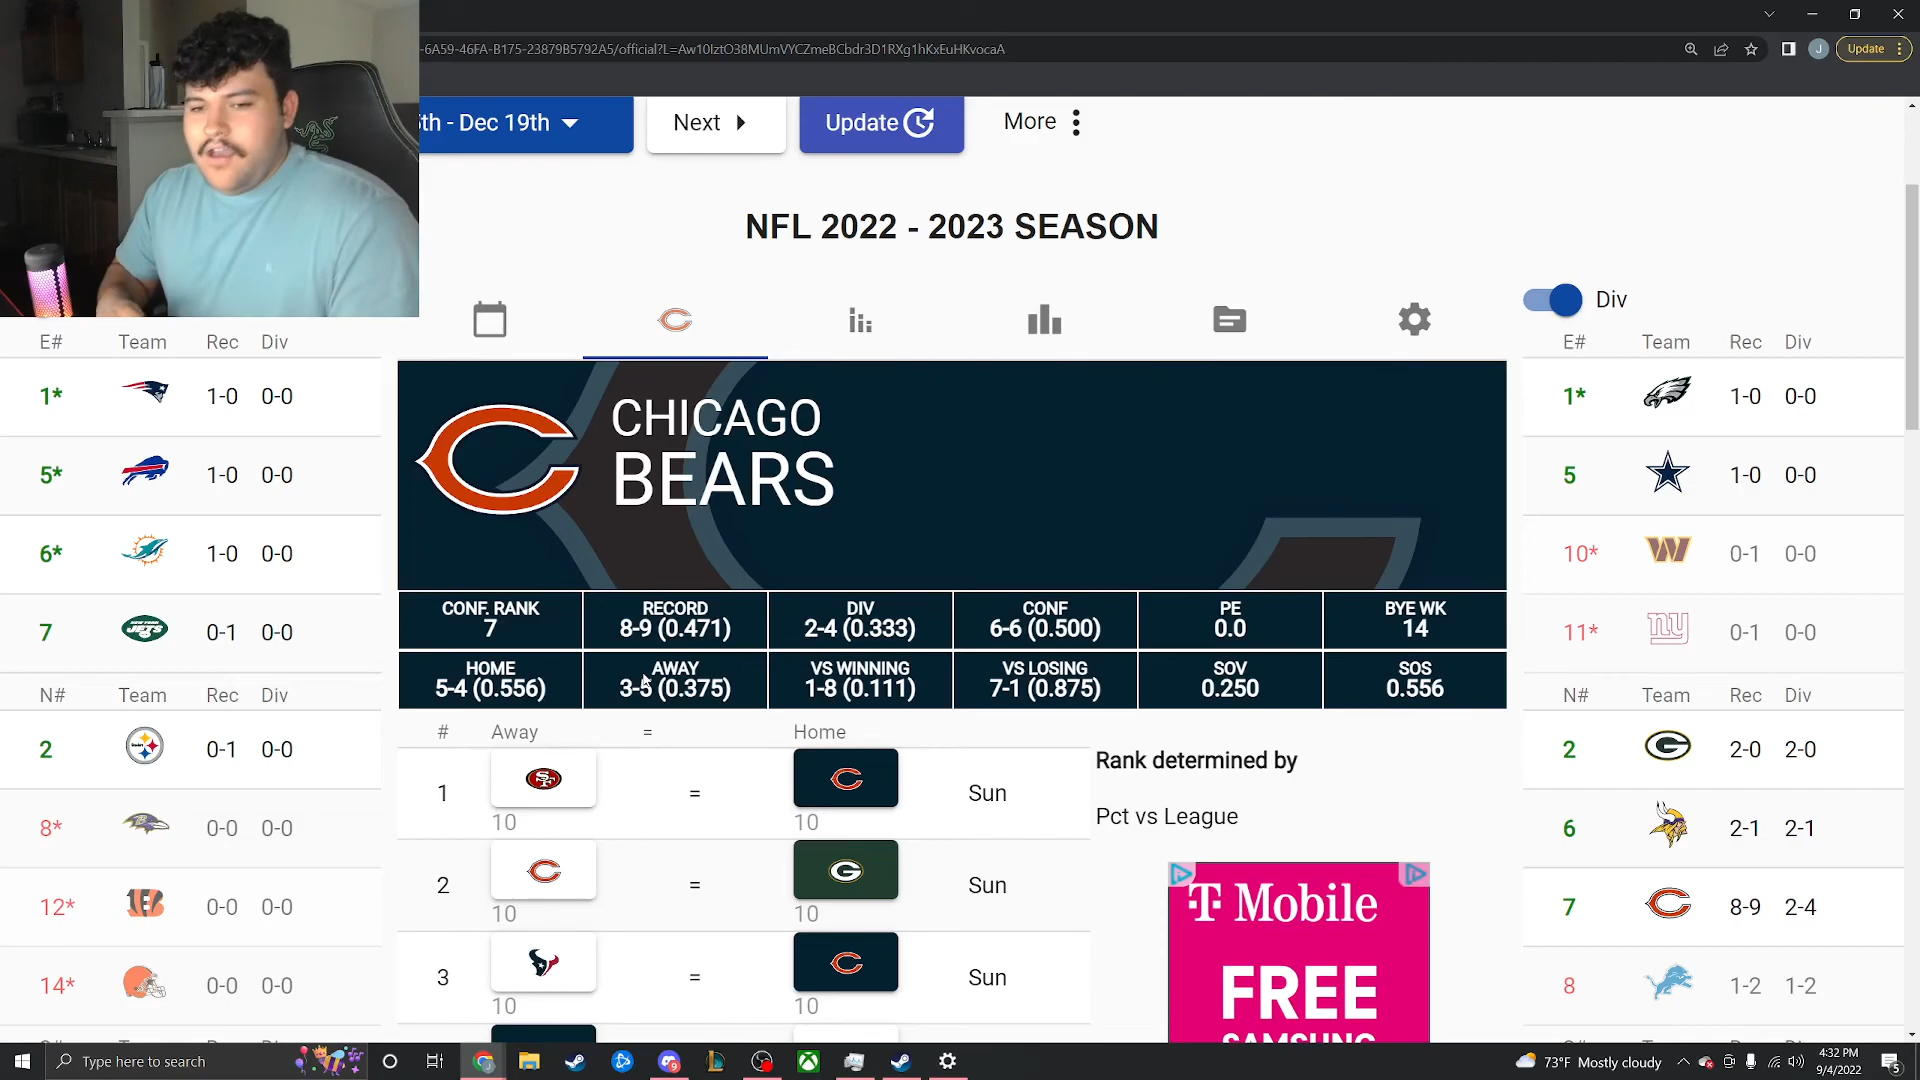 -6A59-46FA-B175-23879B5792A5/official?L=Aw10IztO38MUmVYCZmeBCbdr3D1RXg1hKxEuHKvocaA
J
Update
5th - Dec 19th
Next
Update
More
NFL 2022 - 2023 SEASON
Div
E# Team Rec Div
1* 1-0 0-0
5* 1-0 0-0
6* 1-0 0-0
7 JETS 0-1 0-0
N# Team Rec Div
2 0-1 0-0
8* 0-0 0-0
12* 0-0 0-0
14* 0-0 0-0
CHICAGO
BEARS
CONF. RANK
7
RECORD
8-9 (0.471)
DIV
2-4 (0.333)
CONF
6-6 (0.500)
PE
0.0
BYE WK
14
HOME
5-4 (0.556)
AWAY
3-5 (0.375)
VS WINNING
1-8 (0.111)
VS LOSING
7-1 (0.875)
SOV
0.250
SOS
0.556
# Away = Home
1 SF = C Sun
10 10
2 C = G Sun
10 10
3 = C Sun
10 10
Rank determined by
Pct vs League
T Mobile
FREE
SAMSUNG
E# Team Rec Div
1* 1-0 0-0
5 1-0 0-0
10* W 0-1 0-0
11* ny 0-1 0-0
N# Team Rec Div
2 G 2-0 2-0
6 2-1 2-1
7 C 8-9 2-4
8 1-2 1-2
Type here to search
9
73°F Mostly cloudy
4:32 PM
9/4/2022
5